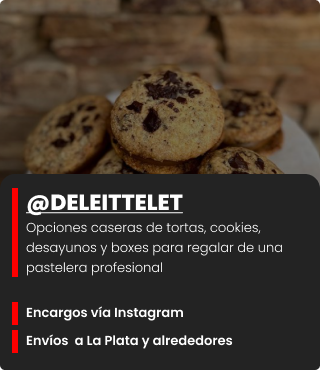 @DELEITTELET
Opciones caseras de tortas, cookies,
desayunos y boxes para regalar de una
pastelera profesional
Encargos vía Instagram
Envíos a La Plata y alrededores